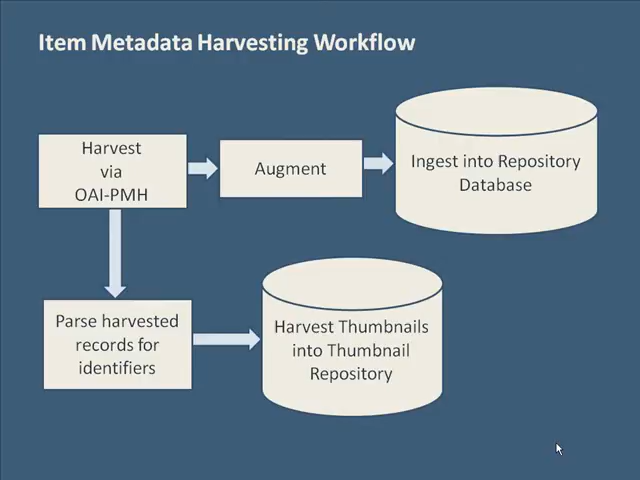 Item Metadata Harvesting Workflow
Harvest
via
OAI-PMH
Augment
Ingest into Repository
Database
Parse harvested
records for
identifiers
Harvest Thumbnails
into Thumbnail
Repository